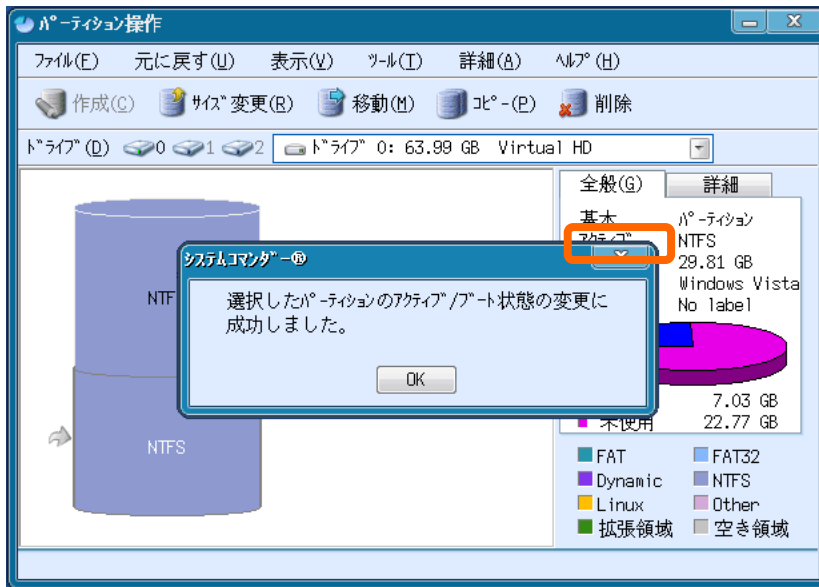 ﾊﾟｰﾃｨｼｮﾝ操作
ﾌｧｲﾙ(F) 元に戻す(U) 表示(V) ﾂｰﾙ(T) 詳細(A) ﾍﾙﾌﾟ(H)
作成(C) ｻｲｽﾞ変更(R) 移動(M) ｺﾋﾟｰ(P) 削除
ﾄﾞﾗｲﾌﾞ(D) 0 1 2 ﾄﾞﾗｲﾌﾞ 0: 63.99 GB Virtual HD
全般(G) 詳細
基本 ﾊﾟｰﾃｨｼｮﾝ
ｱｸﾃｨﾌﾞ NTFS
29.81 GB
Windows Vista
No label
ｼｽﾃﾑｺﾏﾝﾀﾞｰ®
選択したﾊﾟｰﾃｨｼｮﾝのｱｸﾃｨﾌﾞ/ﾌﾞｰﾄ状態の変更に
成功しました。
OK
NTF
7.03 GB
未使用 22.77 GB
NTFS
FAT FAT32
Dynamic NTFS
Linux Other
拡張領域 空き領域